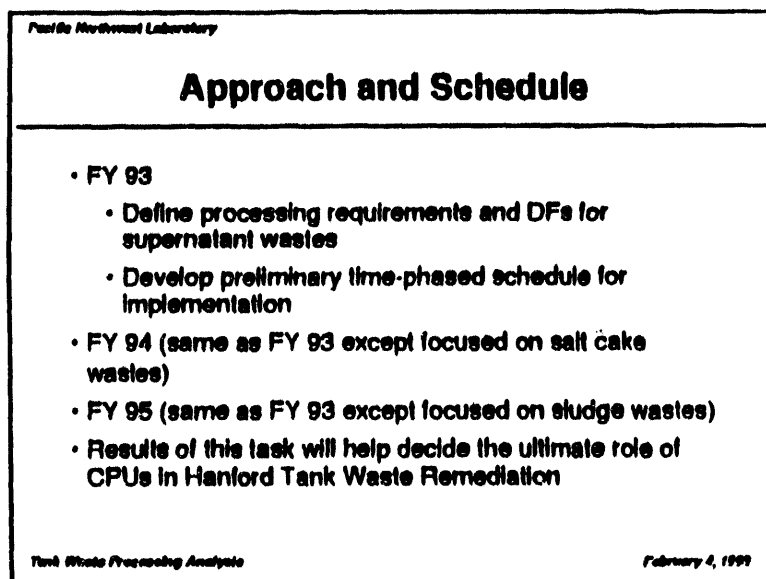 Pacific Northwest Laboratory
Approach and Schedule
• FY 93
• Define processing requirements and DFs for
supernatant wastes
• Develop preliminary time-phased schedule for
implementation
• FY 94 (same as FY 93 except focused on salt cake
wastes)
• FY 95 (same as FY 93 except focused on sludge wastes)
• Results of this task will help decide the ultimate role of
CPUs in Hanford Tank Waste Remediation
Tank Waste Processing Analysis
February 4,